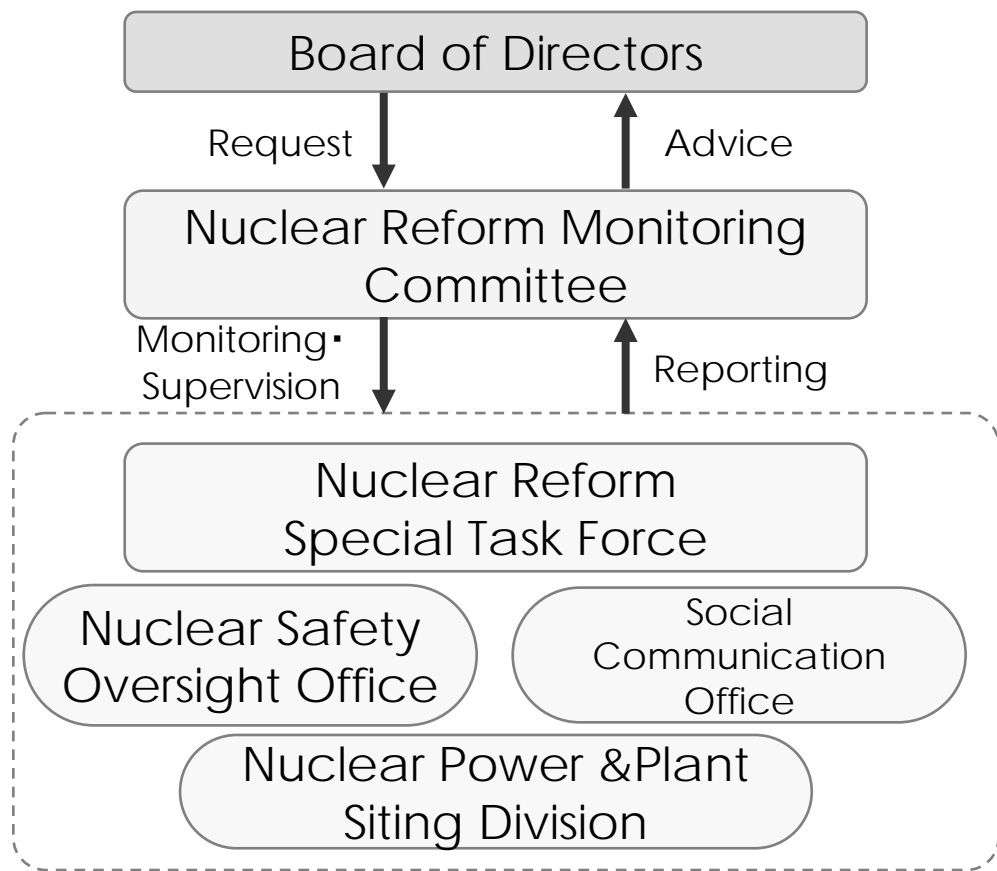 Board of Directors
Request
Advice
Nuclear Reform Monitoring
Committee
Monitoring・
Supervision
Reporting
Nuclear Reform
Special Task Force
Nuclear Safety
Oversight Office
Social
Communication
Office
Nuclear Power &Plant
Siting Division